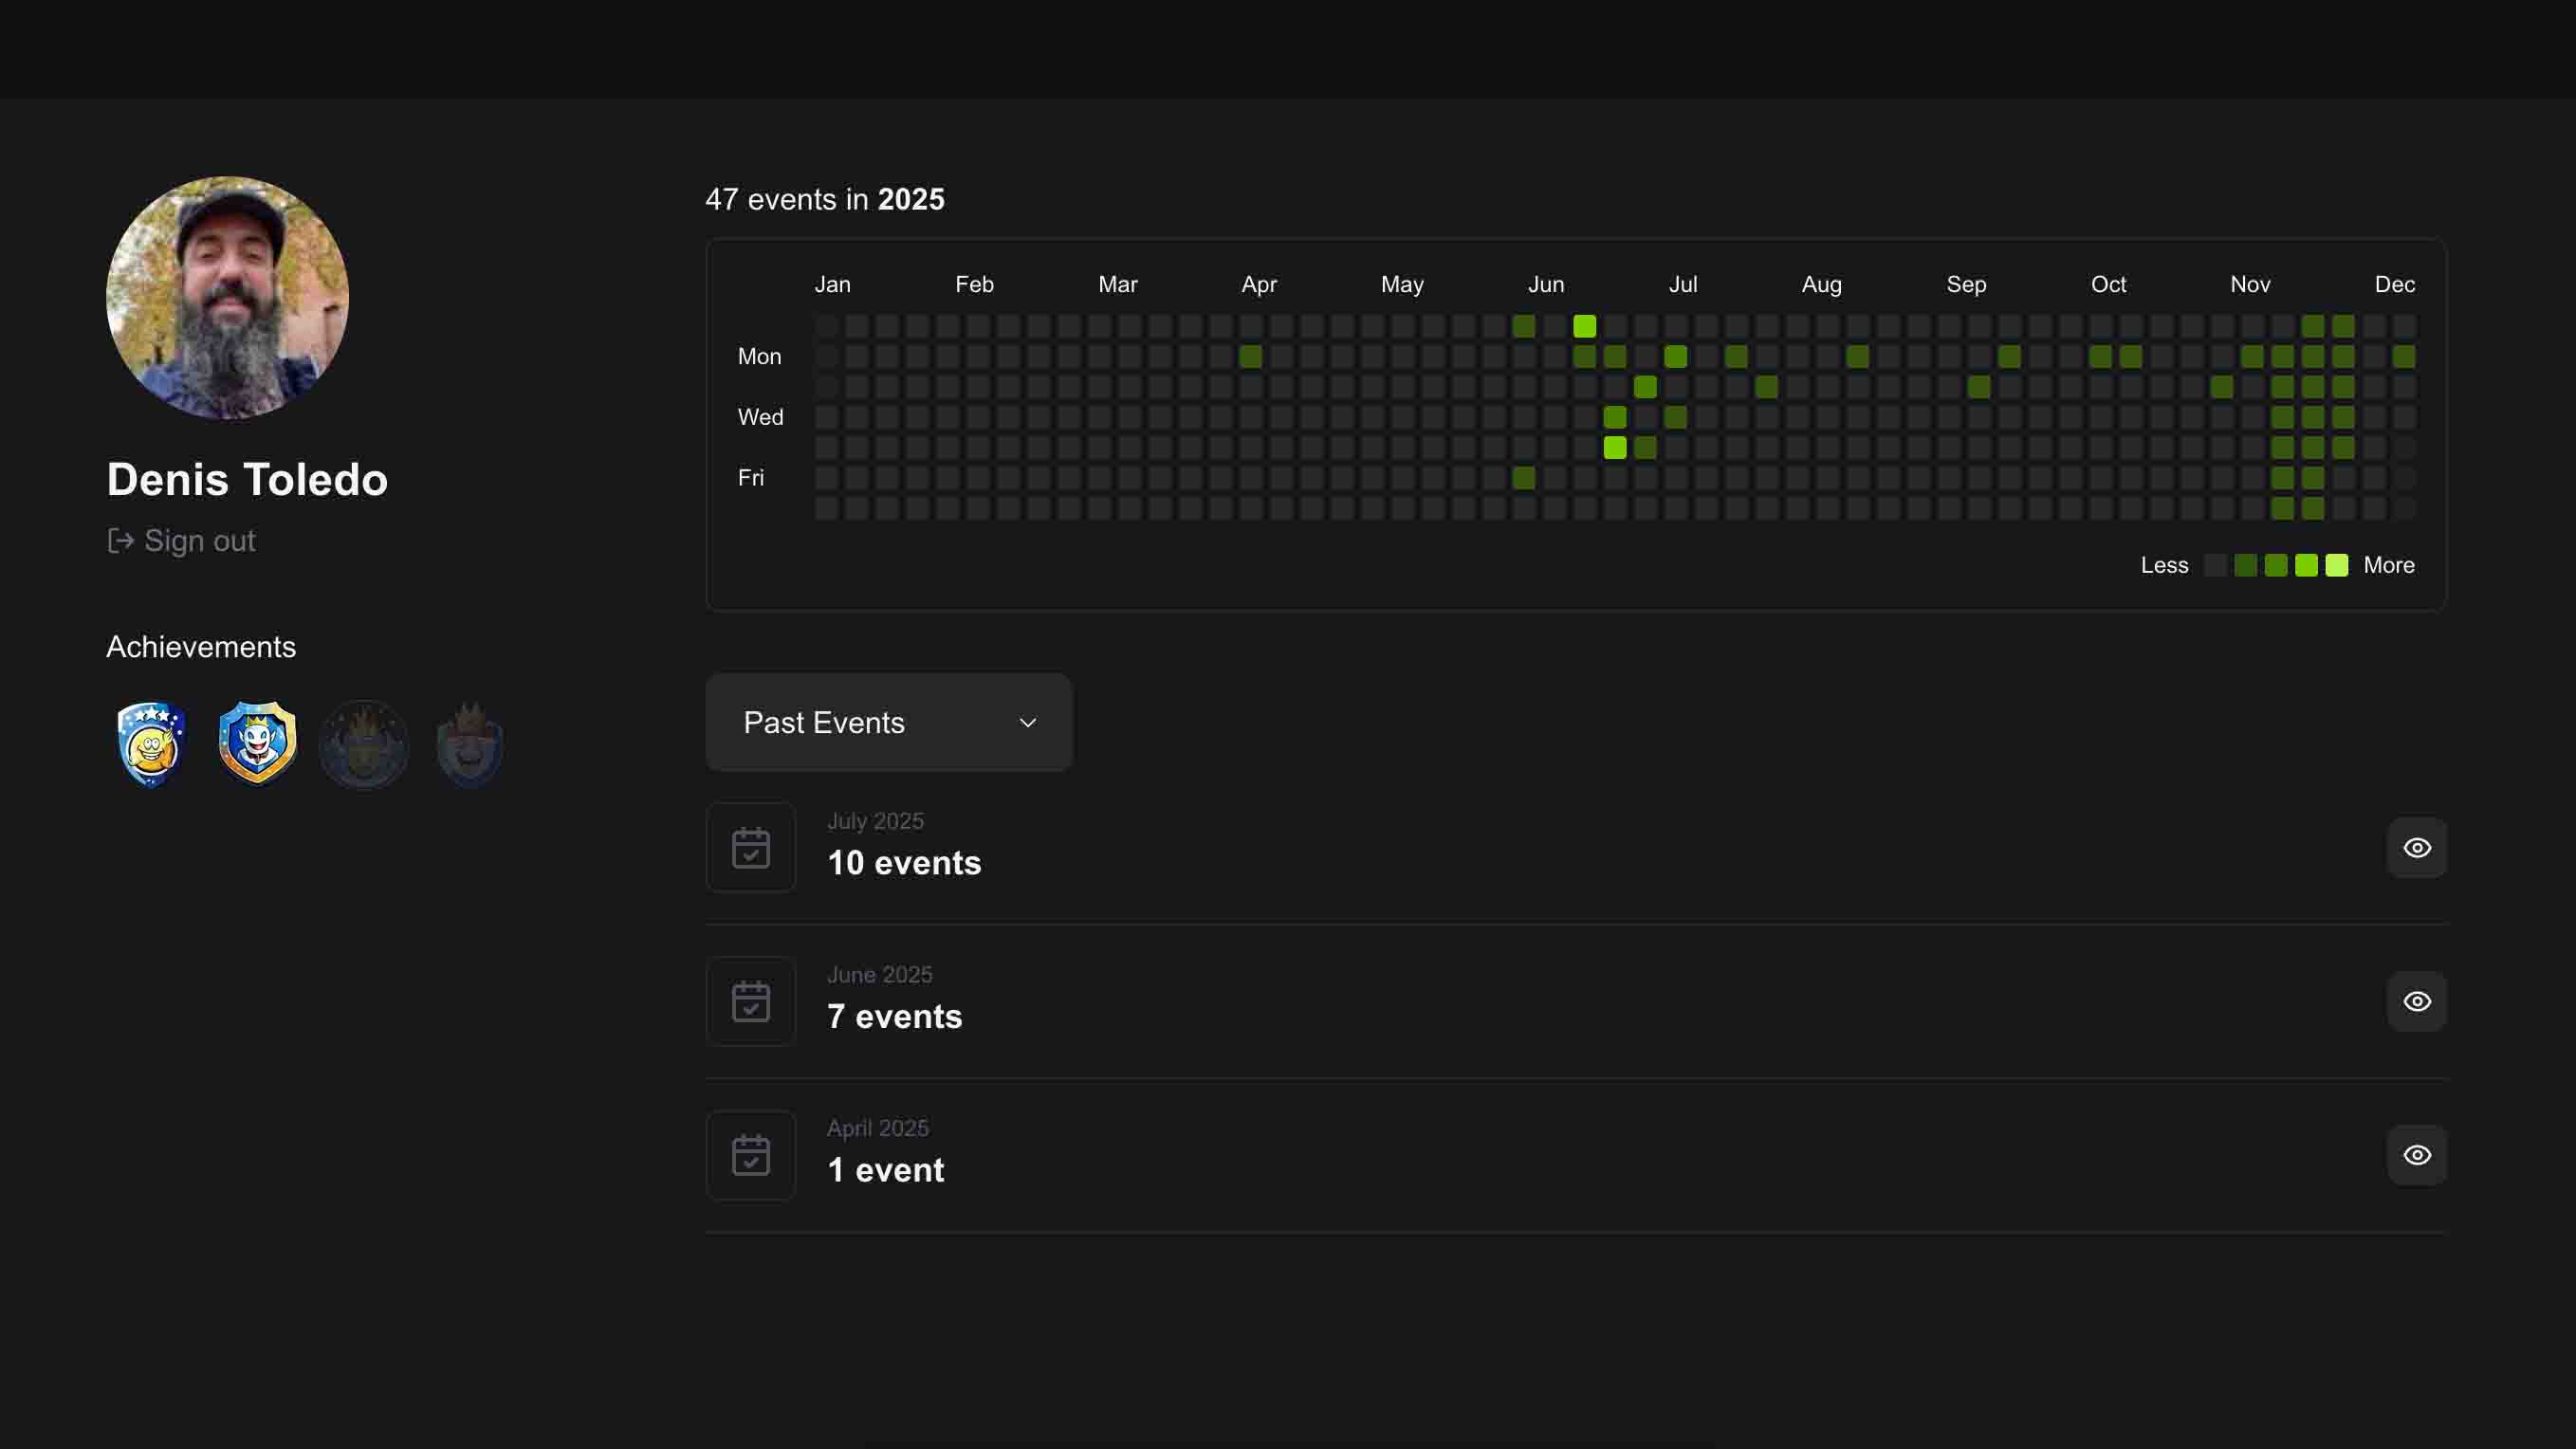 Denis Toledo
Sign out
Achievements
47 events in 2025
Jan Feb Mar Apr May Jun Jul Aug Sep Oct Nov Dec
Mon
Wed
Fri
Less More
Past Events
July 2025
10 events
June 2025
7 events
April 2025
1 event